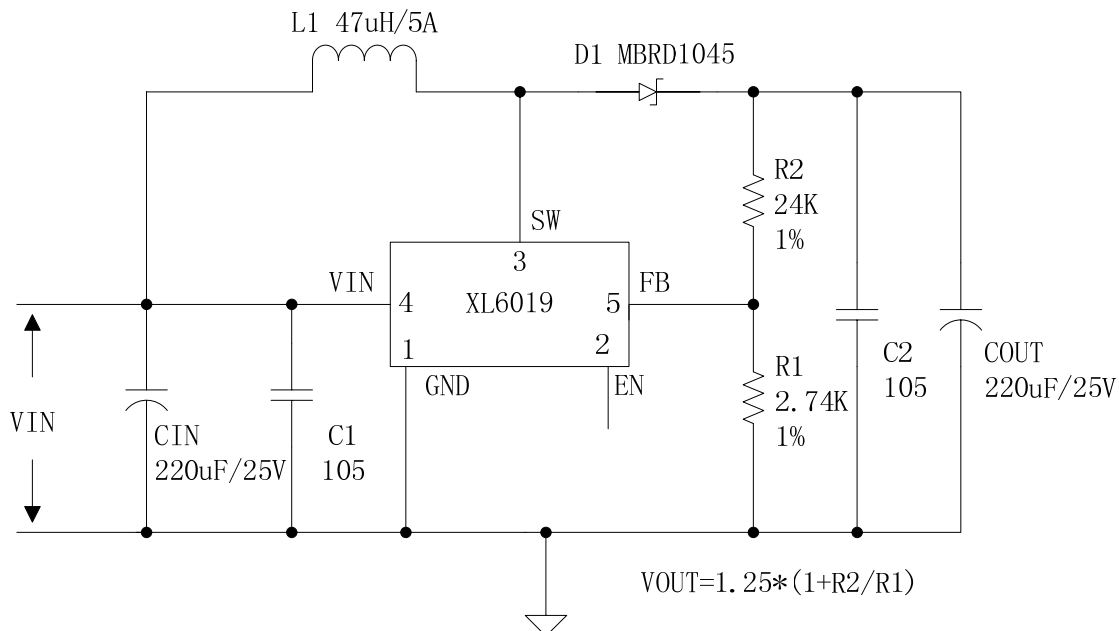 L1 47uH/5A
D1 MBRD1045
R2
24K
1%
SW
3
VIN
4
XL6019
5
FB
1
2
GND
EN
R1
2.74K
1%
C2
105
COUT
220uF/25V
VIN
CIN
220uF/25V
C1
105
VOUT=1.25*(1+R2/R1)